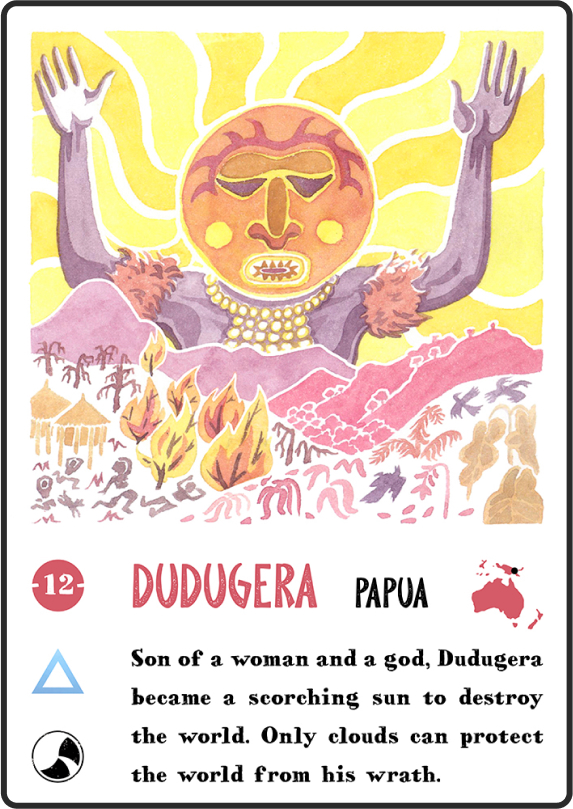 -12-
DUDUGERA PAPUA
Son of a woman and a god, Dudugera
became a scorching sun to destroy
the world. Only clouds can protect
the world from his wrath.